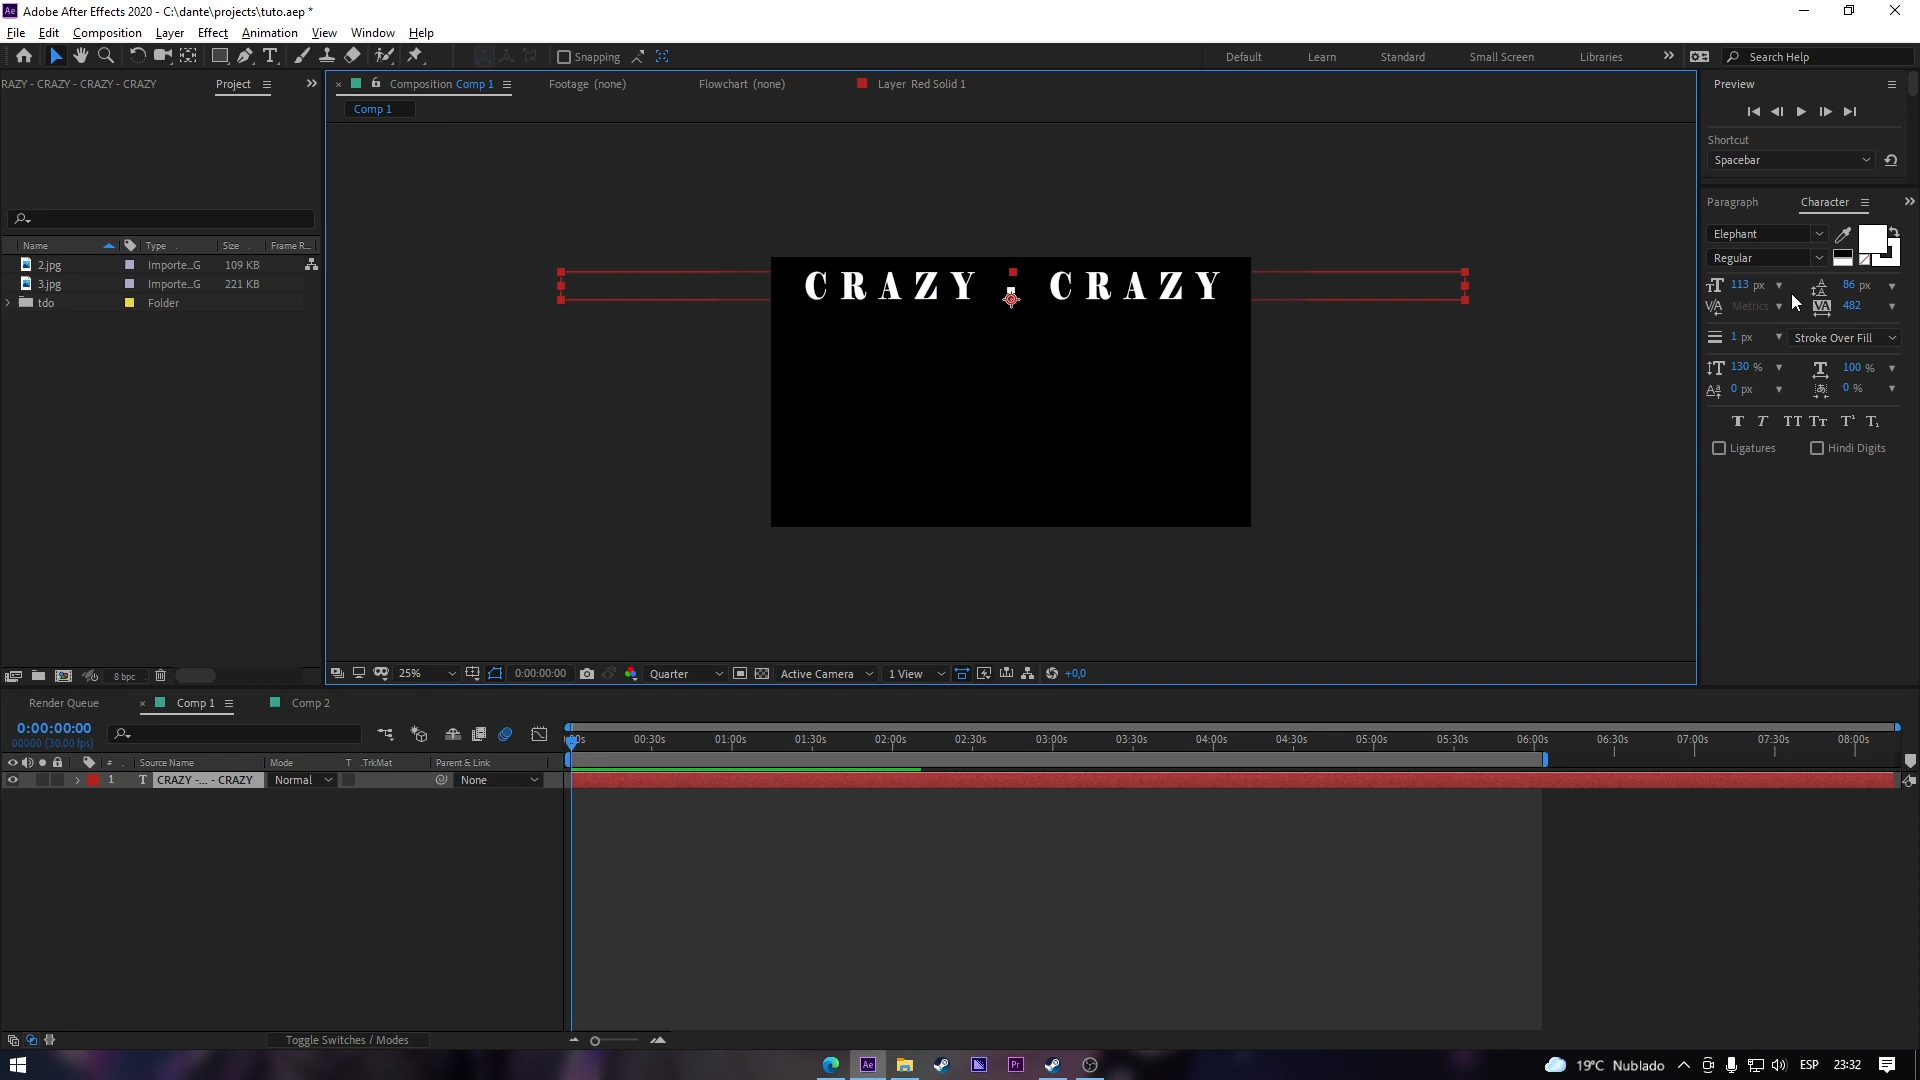 Ae Adobe After Effects 2020 - C:\dante\projects\tuto.aep *
File Edit Composition Layer Effect Animation View Window Help
Snapping Default Learn Standard Small Screen Libraries Search Help
RAZY - CRAZY - CRAZY - CRAZY Project
Composition Comp 1 Footage (none) Flowchart (none) Layer Red Solid 1
Comp 1
Preview
Shortcut
Spacebar
Name Type Size Frame R...
2.jpg Importe...G 109 KB
3.jpg Importe...G 221 KB
tdo Folder
CRAZY CRAZY
Paragraph Character
Elephant
Regular
113 px 86 px
Metrics 482
1 px Stroke Over Fill
130 % 100 %
0 px 0 %
Ligatures Hindi Digits
8 bpc
25% 0:00:00:00 Quarter Active Camera 1 View +0,0
Render Queue Comp 1 Comp 2
0:00:00:00
00000 (30.00 fps)
00:30s 01:00s 01:30s 02:00s 02:30s 03:00s 03:30s 04:00s 04:30s 05:00s 05:30s 06:00s 06:30s 07:00s 07:30s 08:00s
# Source Name Mode T .TrkMat Parent & Link
1 T CRAZY -... - CRAZY Normal None
Toggle Switches / Modes
Ae Pr 19°C Nublado ESP 23:32